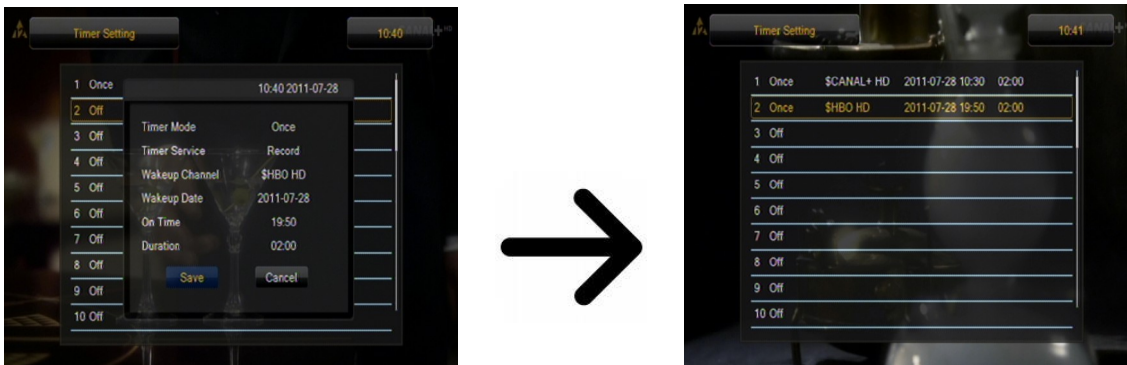 Timer Setting 10:40
1 Once
10:40 2011-07-28
2 Off
Timer Mode Once
3 Off
Timer Service Record
4 Off
Wakeup Channel $HBO HD
5 Off
Wakeup Date 2011-07-28
6 Off
On Time 19:50
7 Off
Duration 02:00
8 Off
Save Cancel
9 Off
10 Off
Timer Setting 10:41
1 Once $CANAL+ HD 2011-07-28 10:30 02:00
2 Once $HBO HD 2011-07-28 19:50 02:00
3 Off
4 Off
5 Off
6 Off
7 Off
8 Off
9 Off
10 Off